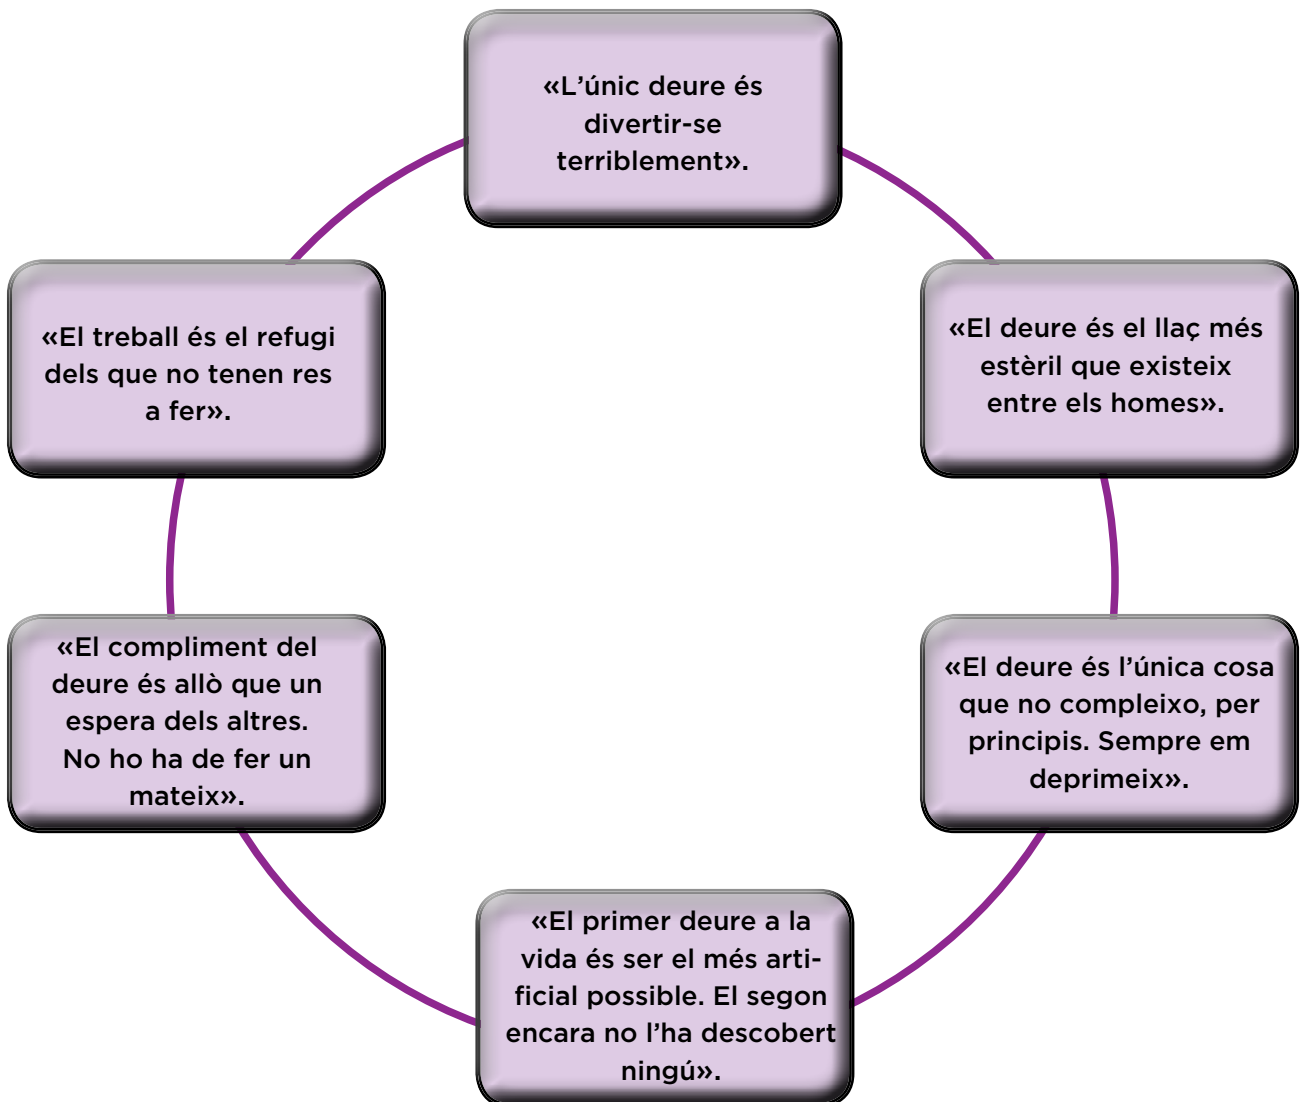 «L’únic deure és
divertir-se
terriblement».
«El treball és el refugi
dels que no tenen res
a fer».
«El deure és el llaç més
estèril que existeix
entre els homes».
«El compliment del
deure és allò que un
espera dels altres.
No ho ha de fer un
mateix».
«El deure és l’única cosa
que no compleixo, per
principis. Sempre em
deprimeix».
«El primer deure a la
vida és ser el més arti-
ficial possible. El segon
encara no l’ha descobert
ningú».